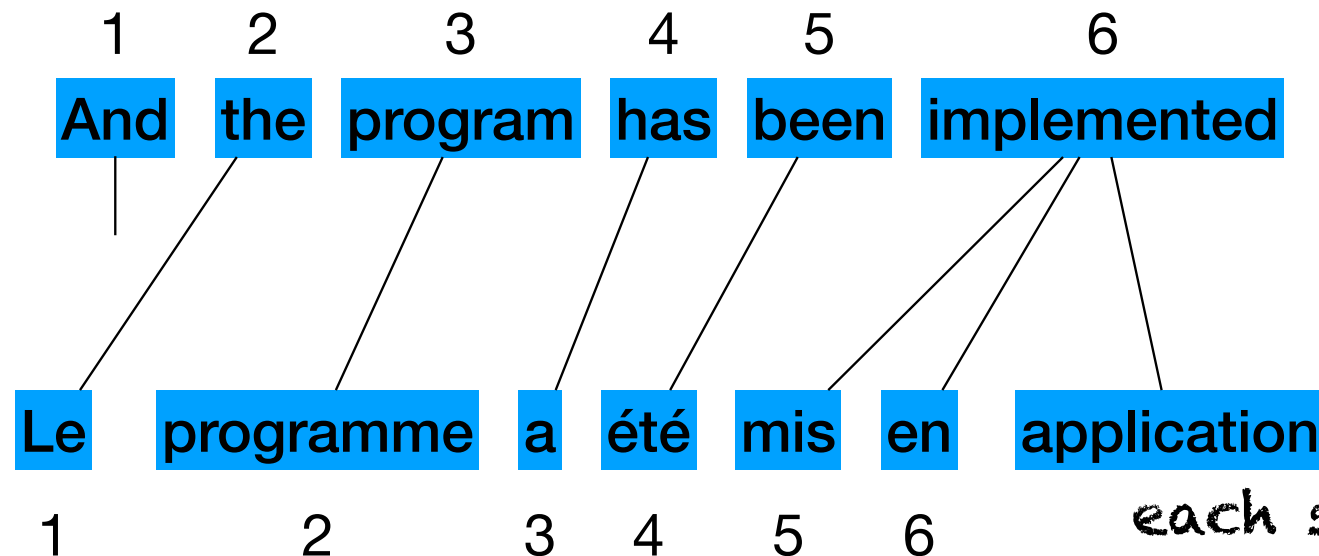 1 2 3 4 5 6
And the program has been implemented
Le programme a été mis en application
1 2 3 4 5 6
each